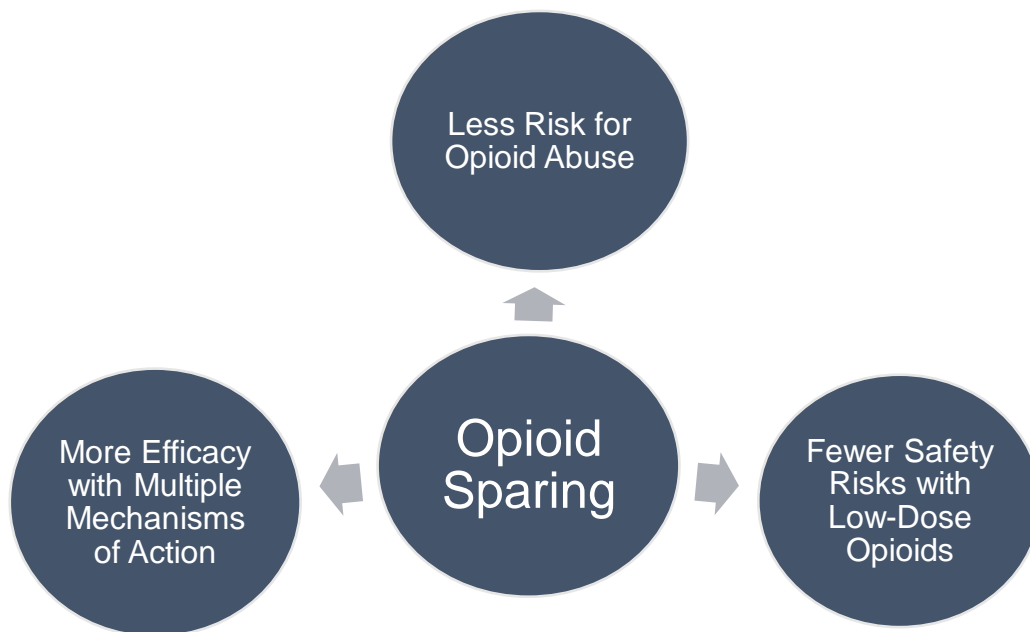 Less Risk for
Opioid Abuse
More Efficacy
with Multiple
Mechanisms
of Action
Opioid
Sparing
Fewer Safety
Risks with
Low-Dose
Opioids